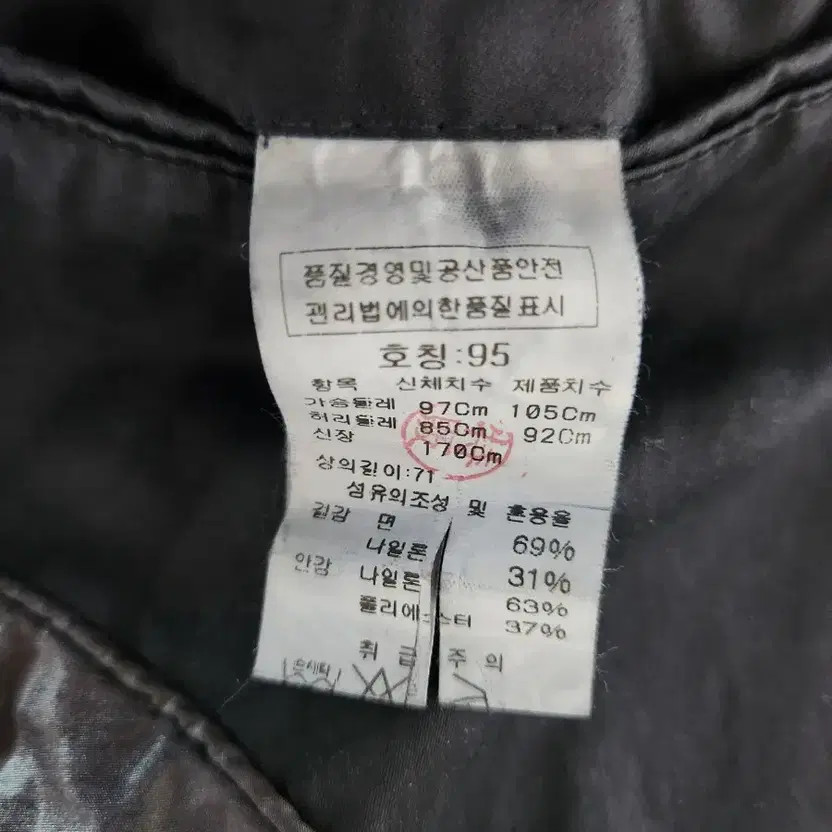 품질경영및공산품안전
관리법에의한품질표시
호칭:95
항목 신체치수 제품치수
가슴둘레 97Cm 105Cm
허리둘레 85Cm 92Cm
신장 170Cm
상의길이:71
섬유의조성 및 혼용율
겉감 면 69%
나일론 31%
안감 나일론 63%
폴리에스터 37%
취급주의
손세탁